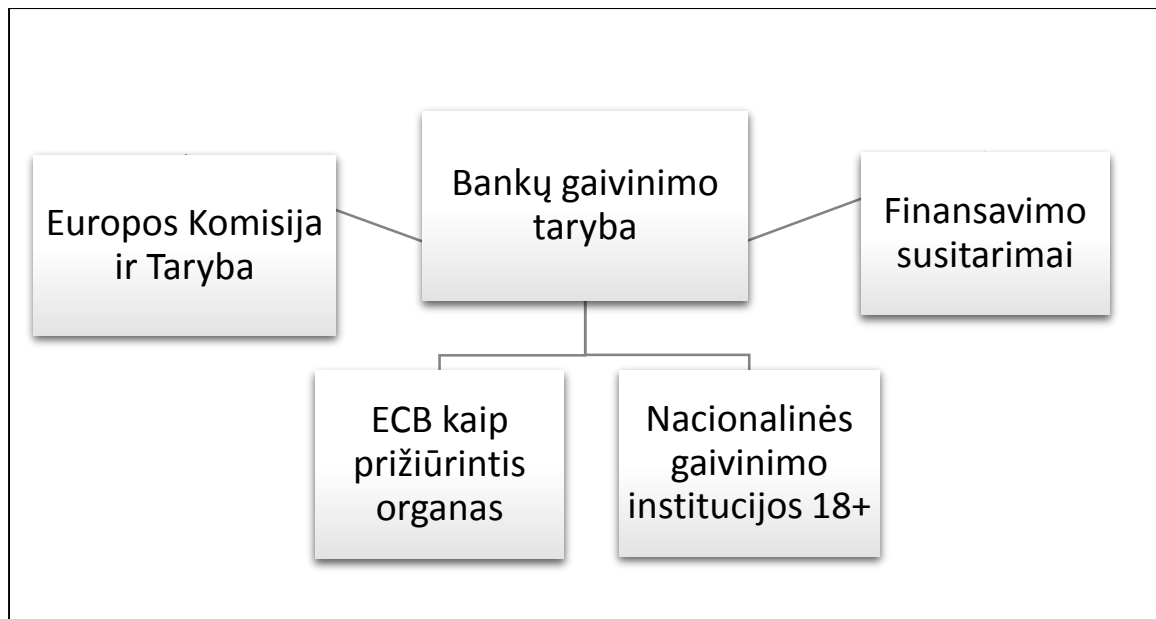 Bankų gaivinimo
taryba
Europos Komisija
ir Taryba
Finansavimo
susitarimai
ECB kaip
prižiūrintis
organas
Nacionalinės
gaivinimo
institucijos 18+